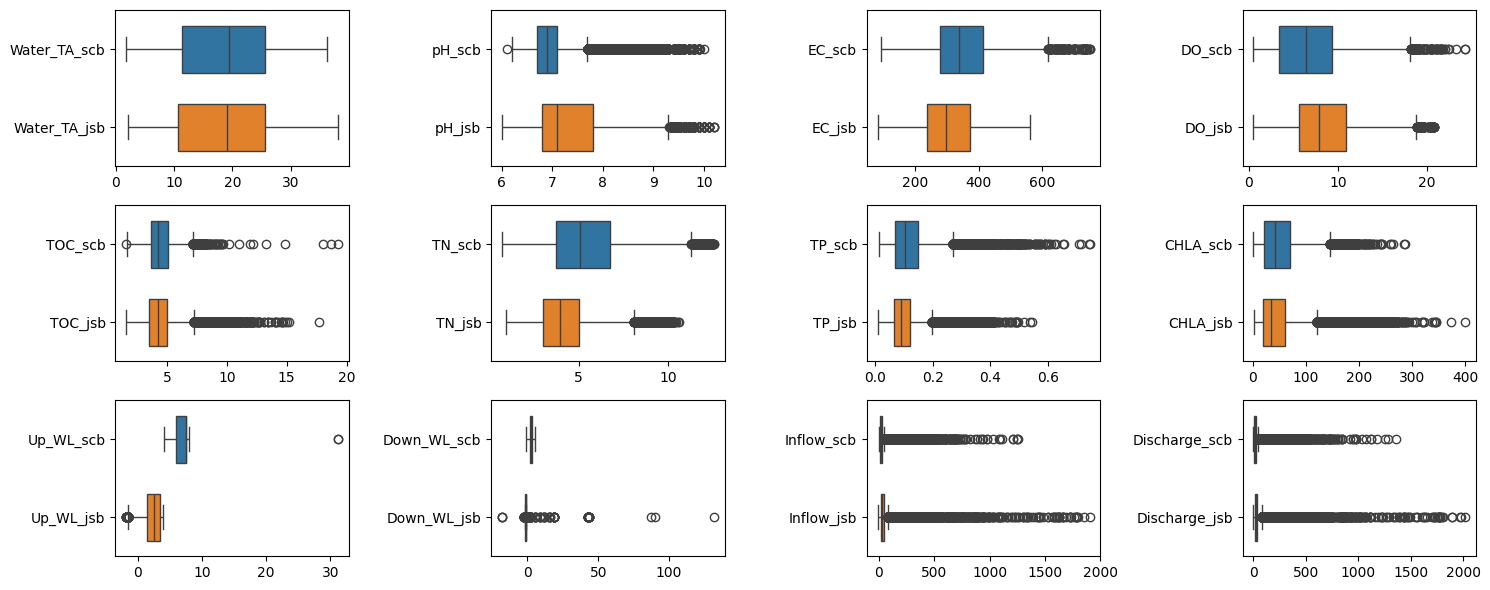 Water_TA_scb
Water_TA_jsb
0 10 20 30
pH_scb
pH_jsb
6 7 8 9 10
EC_scb
EC_jsb
200 400 600
DO_scb
DO_jsb
0 10 20
TOC_scb
TOC_jsb
5 10 15 20
TN_scb
TN_jsb
5 10
TP_scb
TP_jsb
0.0 0.2 0.4 0.6
CHLA_scb
CHLA_jsb
0 100 200 300 400
Up_WL_scb
Up_WL_jsb
0 10 20 30
Down_WL_scb
Down_WL_jsb
0 50 100
Inflow_scb
Inflow_jsb
0 500 1000 1500 2000
Discharge_scb
Discharge_jsb
0 500 1000 1500 2000